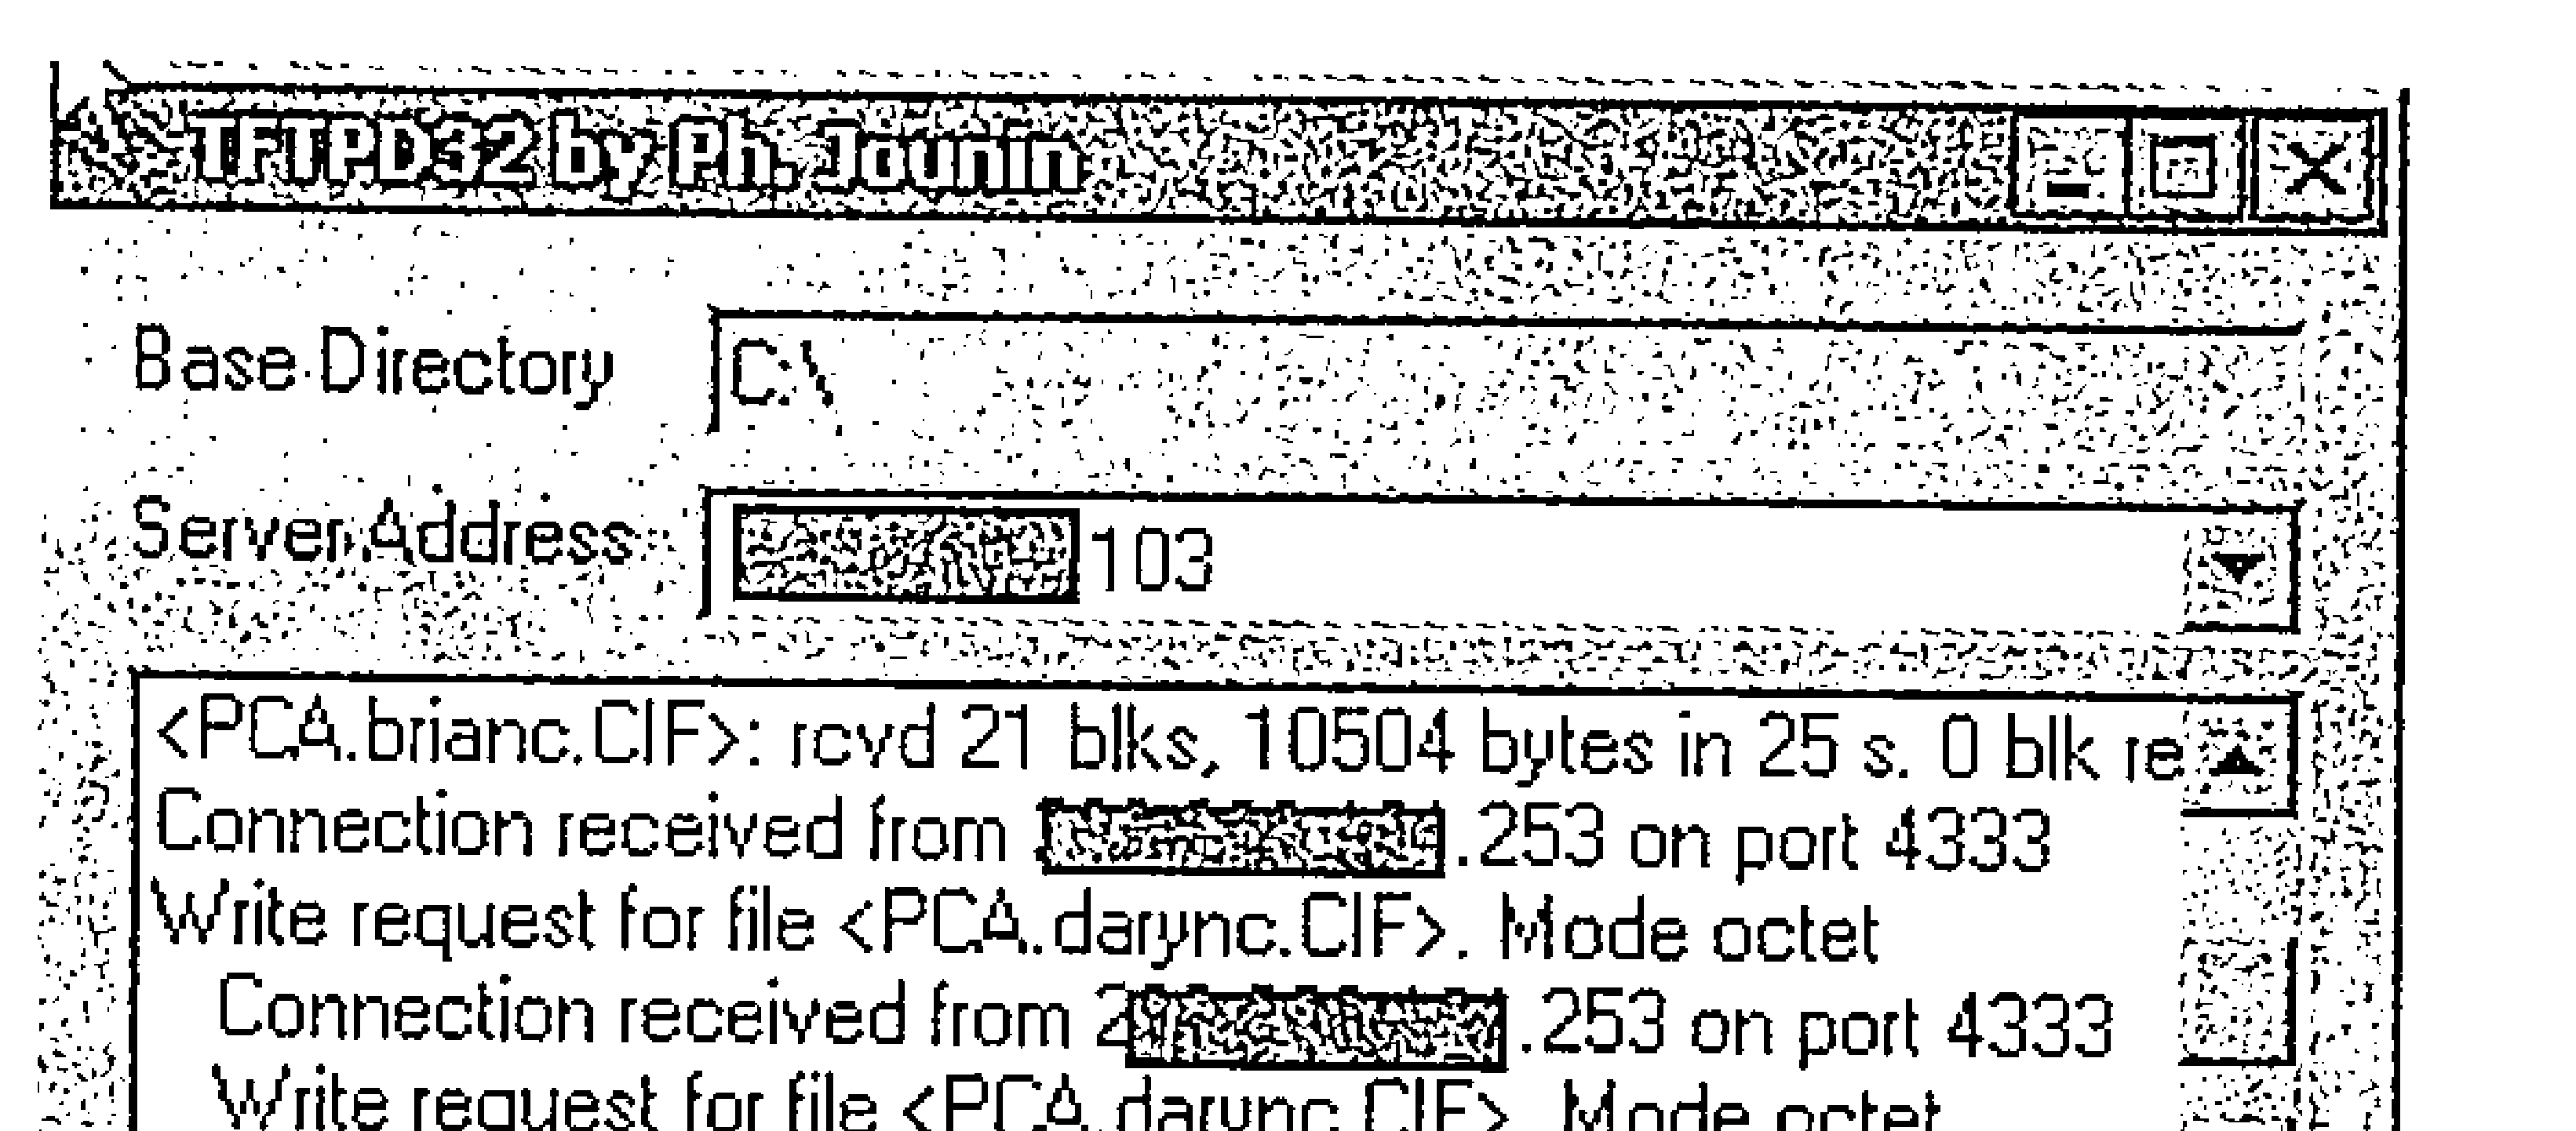 TFTPD32 by Ph. Jounin
Base Directory C:\
Server Address 103
<PCA.brianc.CIF>: rcvd 21 blks, 10504 bytes in 25 s. 0 blk re
Connection received from .253 on port 4333
Write request for file <PCA.darync.CIF>. Mode octet
Connection received from 2 .253 on port 4333
Write request for file <PCA.darync.CIF>. Mode octet